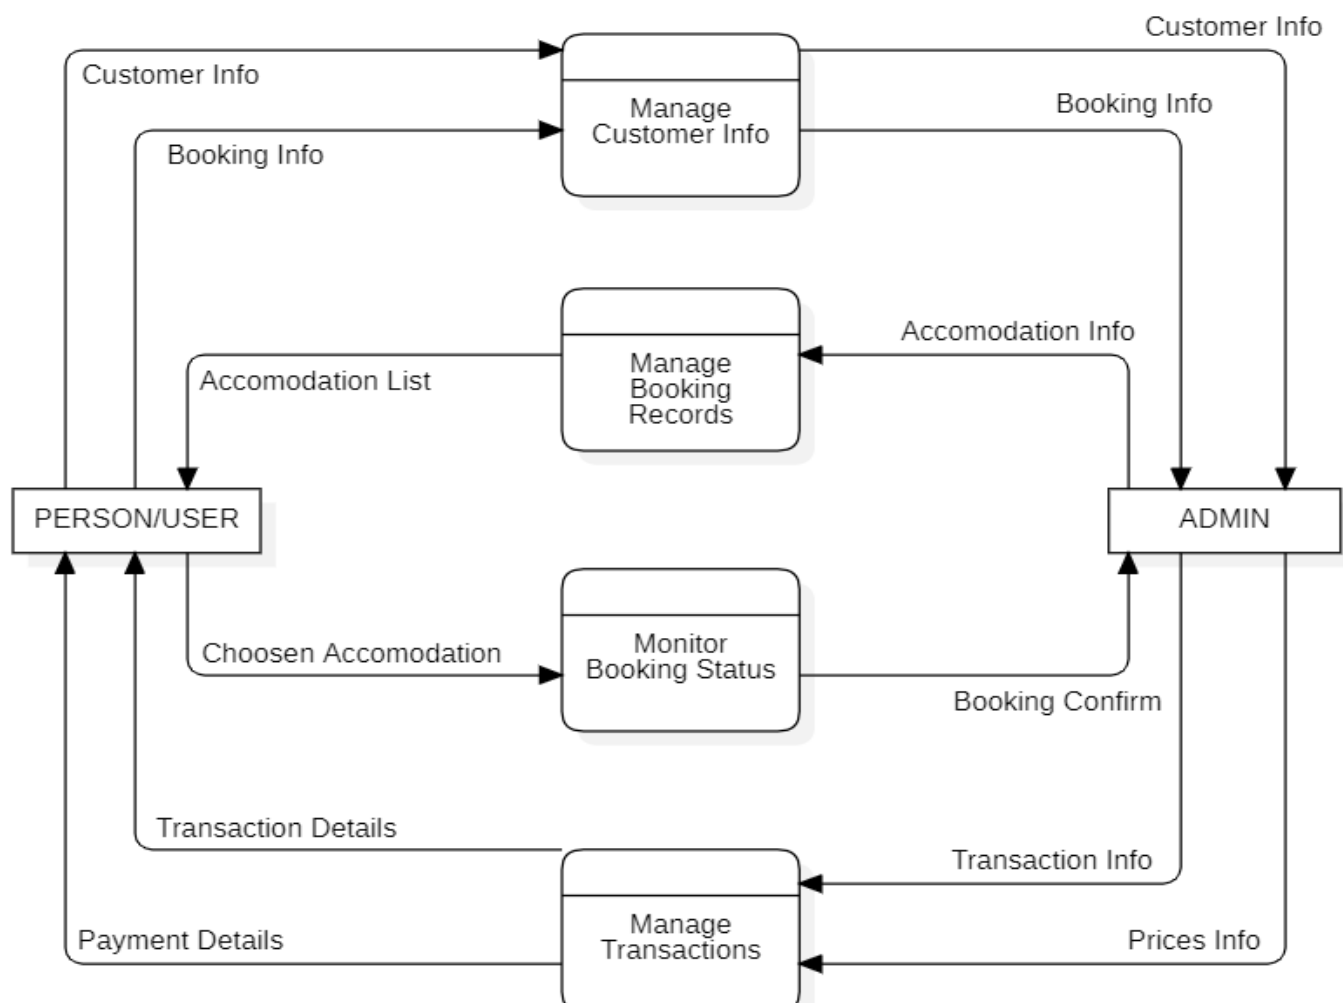 Customer Info
Customer Info
Manage
Customer Info
Booking Info
Booking Info
Accomodation Info
Manage
Booking
Records
Accomodation List
PERSON/USER
ADMIN
Monitor
Booking Status
Choosen Accomodation
Booking Confirm
Transaction Details
Transaction Info
Manage
Transactions
Payment Details
Prices Info